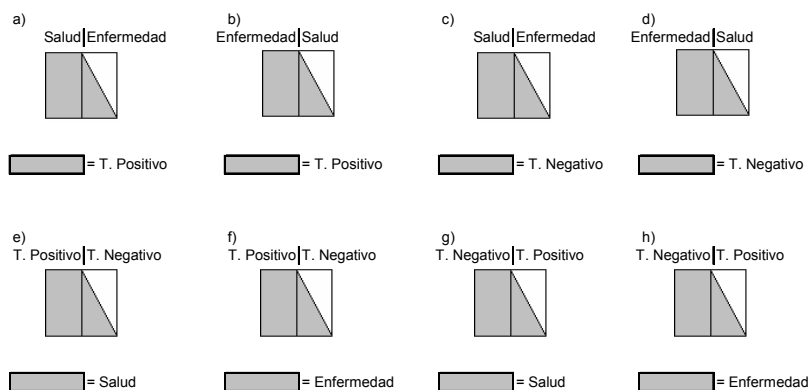 a)
Salud|Enfermedad
= T. Positivo
b)
Enfermedad|Salud
= T. Positivo
c)
Salud|Enfermedad
= T. Negativo
d)
Enfermedad|Salud
= T. Negativo
e)
T. Positivo|T. Negativo
= Salud
f)
T. Positivo|T. Negativo
= Enfermedad
g)
T. Negativo|T. Positivo
= Salud
h)
T. Negativo|T. Positivo
= Enfermedad